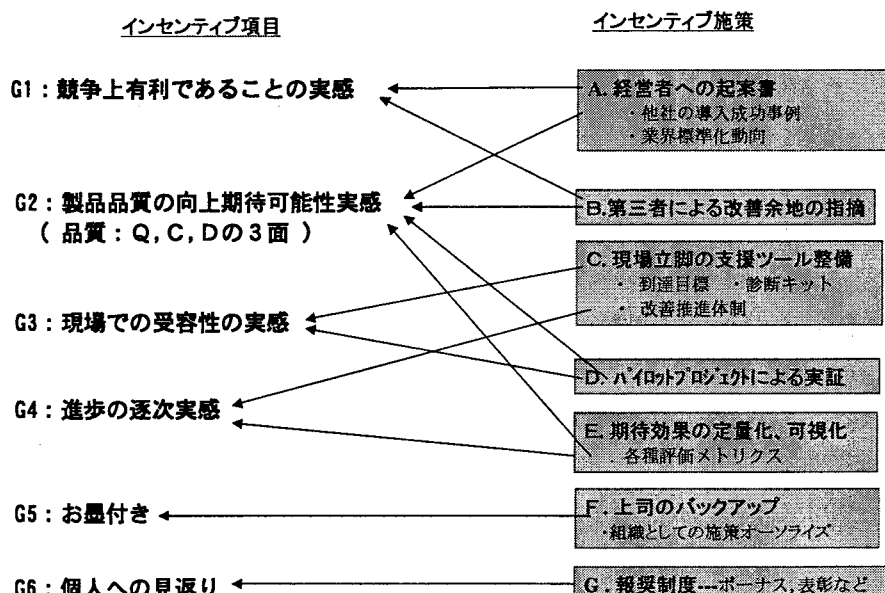 インセンティブ項目
インセンティブ施策
G1：競争上有利であることの実感
G2：製品品質の向上期待可能性実感
（ 品質：Q, C, Dの3面 ）
G3：現場での受容性の実感
G4：進歩の逐次実感
G5：お墨付き
G6：個人への見返り
A. 経営者への起案書
・他社の導入成功事例
・業界標準化動向
B.第三者による改善余地の指摘
C. 現場立脚の支援ツール整備
・ 到達目標 ・診断キット
・ 改善推進体制
D. ﾊﾟｲﾛｯﾄﾌﾟﾛｼﾞｪｸﾄによる実証
E. 期待効果の定量化、可視化
. 各種評価メトリクス
F. 上司のバックアップ
・組織としての施策オーソライズ
G. 報奨制度---ボーナス, 表彰など